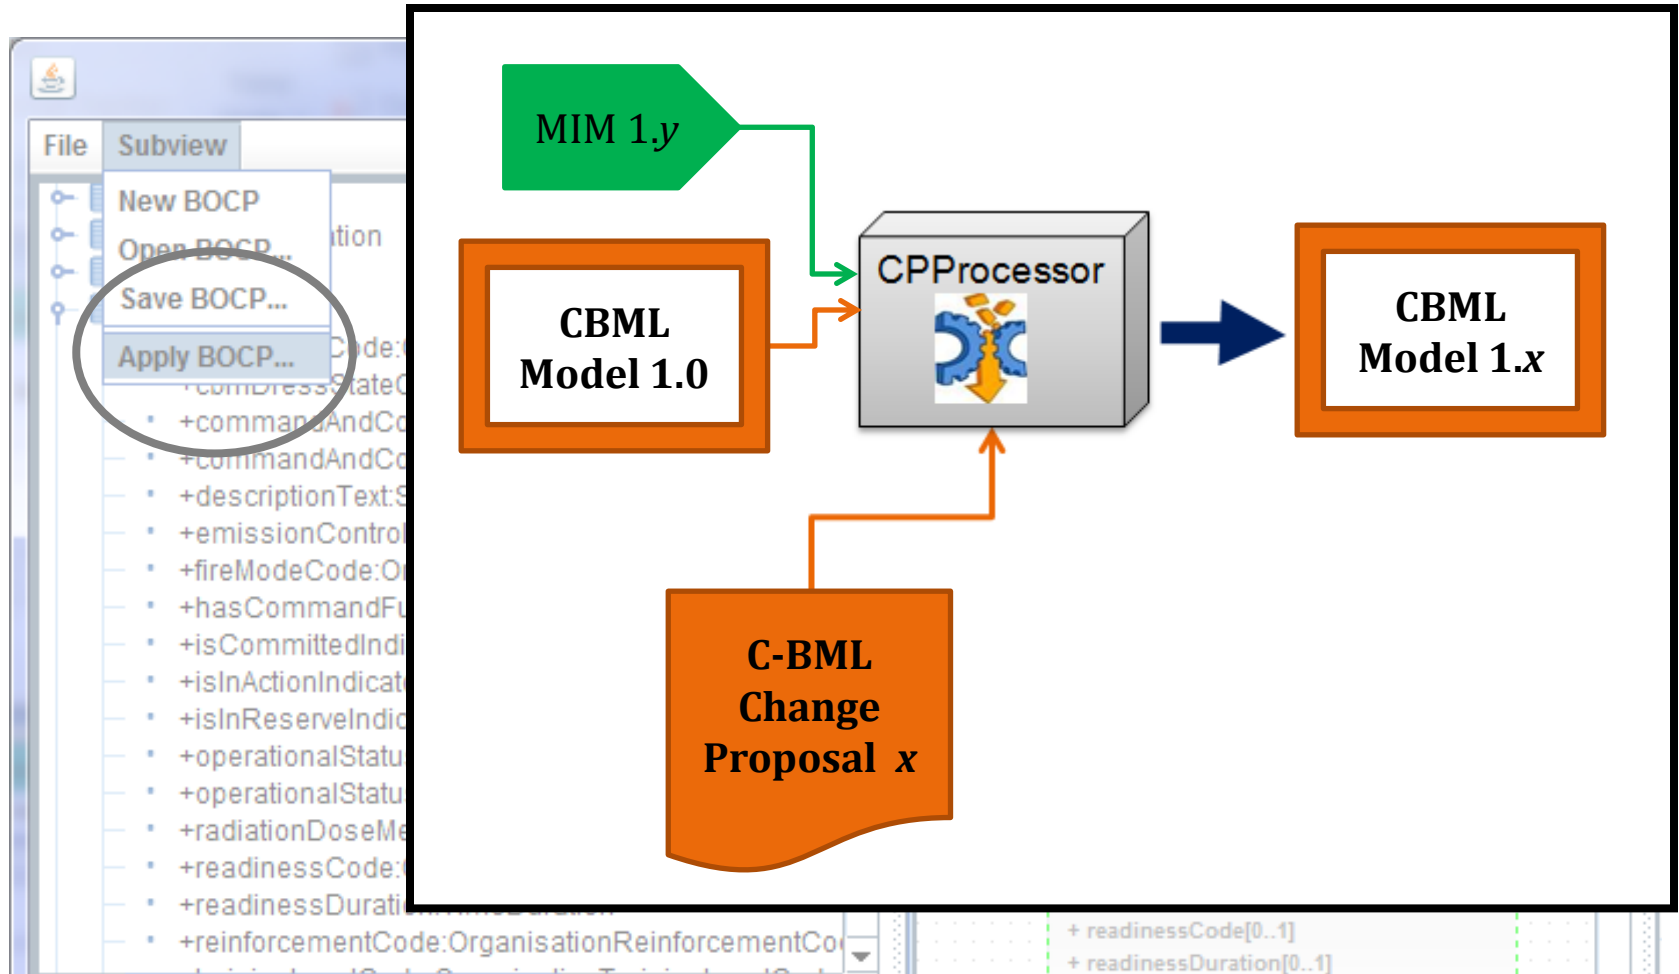 File Subview
New BOCP
Open BOCP...
Save BOCP...
Apply BOCP...
+commandAndCo
+commandAndCo
+descriptionText:S
+emissionControl
+fireModeCode:O
+hasCommandFu
+isCommittedIndi
+isInActionIndicat
+isInReserveIndic
+operationalStatu
+operationalStatu
+radiationDoseMe
+readinessCode:
+readinessDurati
+reinforcementCode:OrganisationReinforcementCo
MIM 1.y
CBML
Model 1.0
CPProcessor
CBML
Model 1.x
C-BML
Change
Proposal x
+ readinessCode[0..1]
+ readinessDuration[0..1]